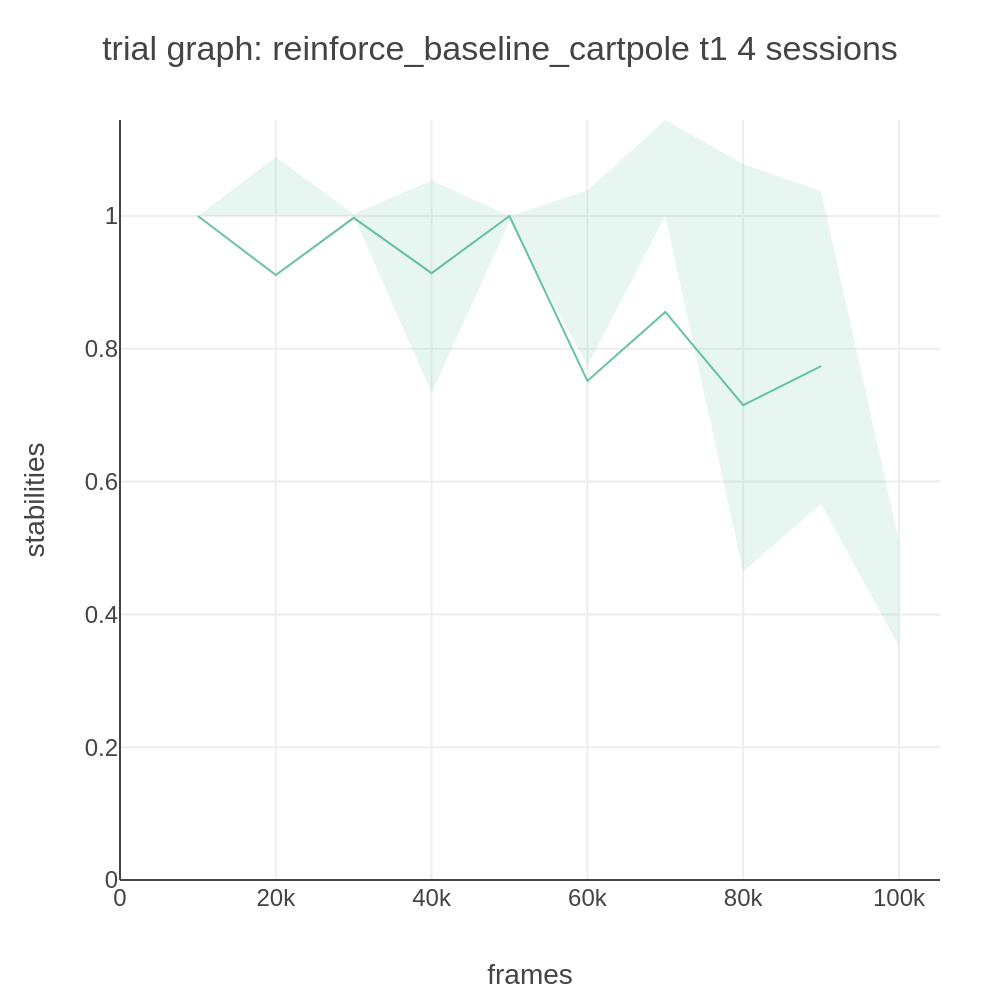 trial graph: reinforce_baseline_cartpole t1 4 sessions
1
0.8
0.6
0.4
0.2
0
stabilities
0 20k 40k 60k 80k 100k
frames